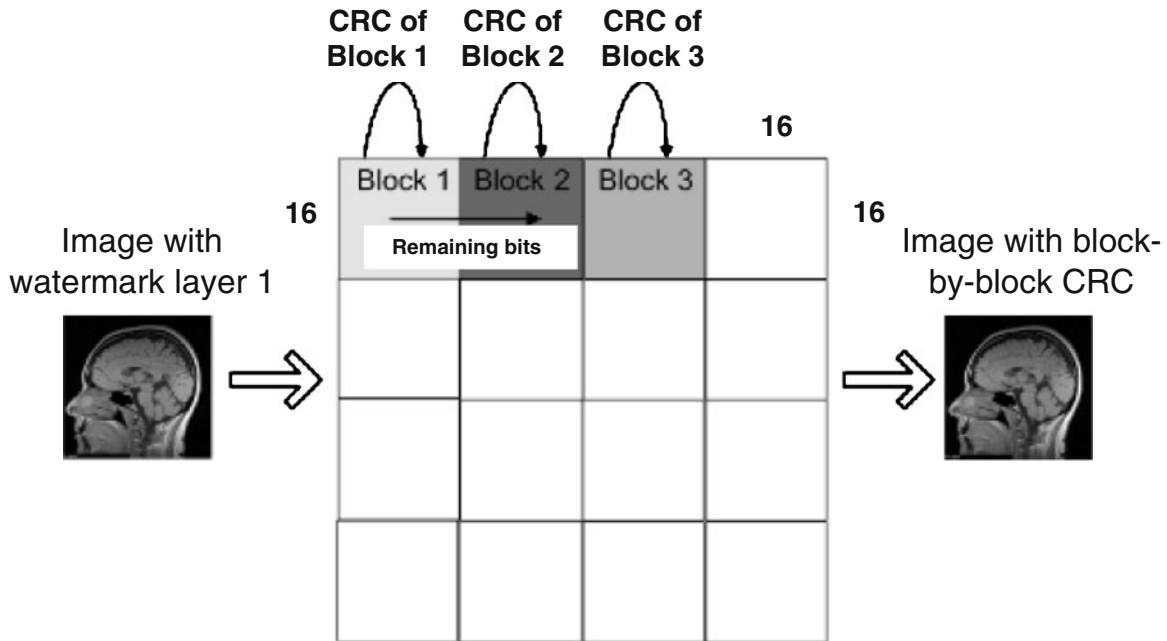 CRC of
Block 1
CRC of
Block 2
CRC of
Block 3
16
Block 1
Block 2
Block 3
16
16
Remaining bits
Image with
watermark layer 1
Image with block-
by-block CRC